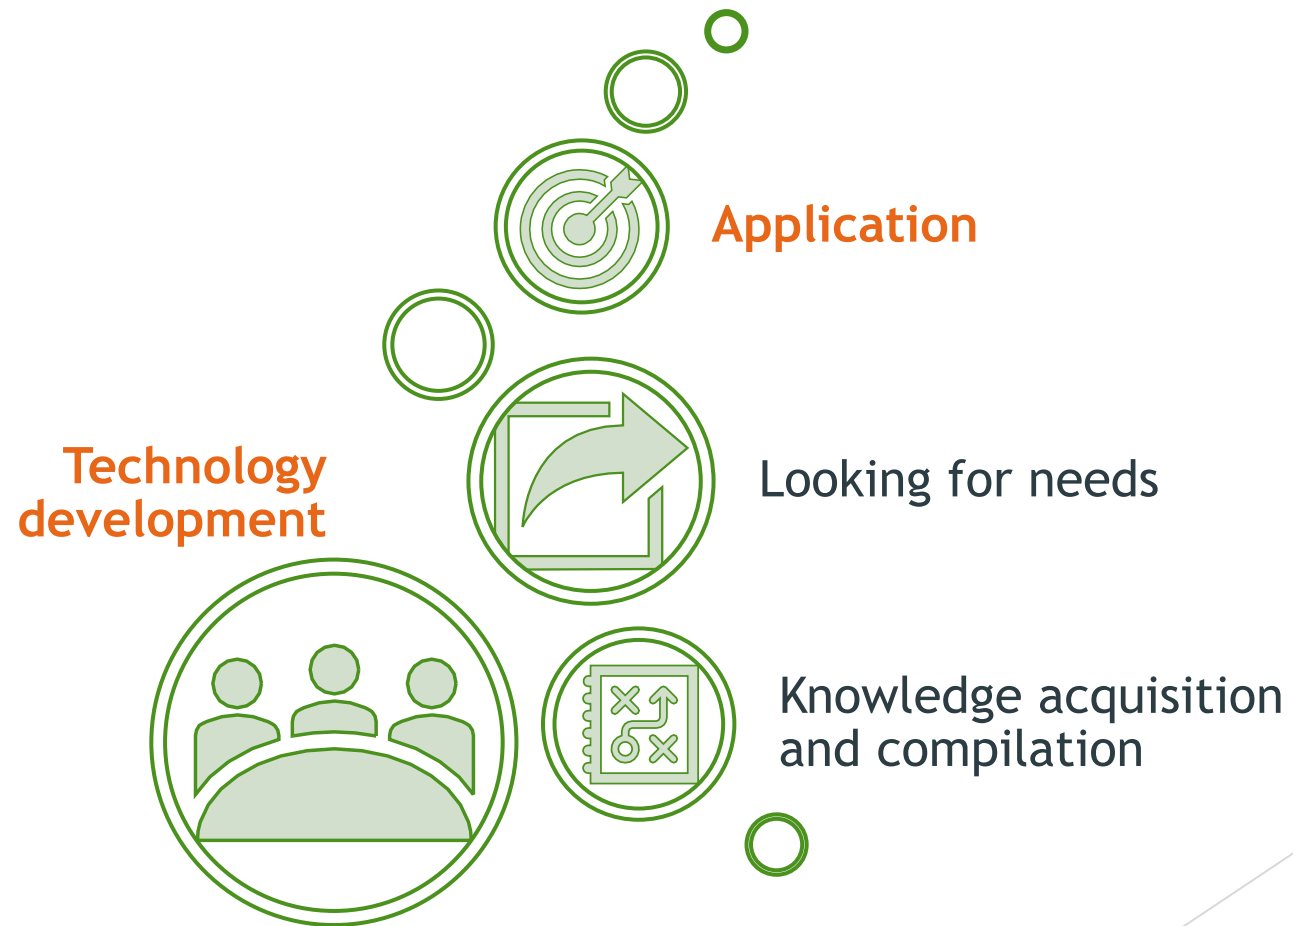 Application
Technology
development
Looking for needs
Knowledge acquisition
and compilation